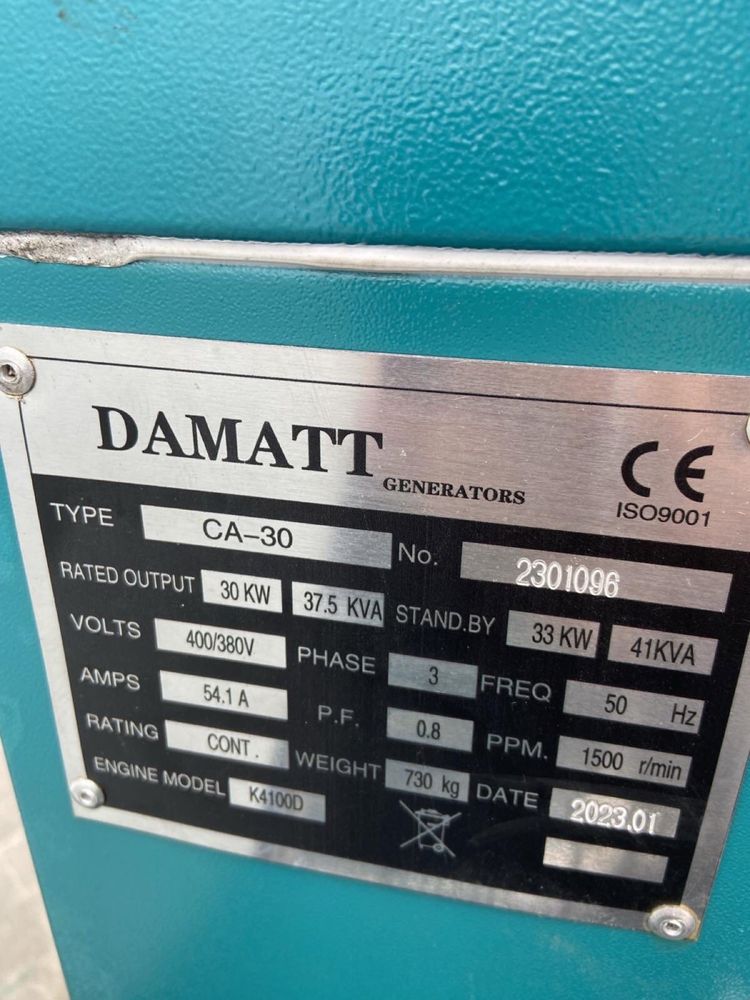 DAMATT GENERATORS
CE
ISO9001
TYPE CA-30 No. 2301096
RATED OUTPUT 30 KW 37.5 KVA STAND.BY 33 KW 41KVA
VOLTS 400/380V PHASE 3 FREQ 50 Hz
AMPS 54.1 A P.F. 0.8 PPM. 1500 r/min
RATING CONT. WEIGHT 730 kg DATE 2023.01
ENGINE MODEL K4100D